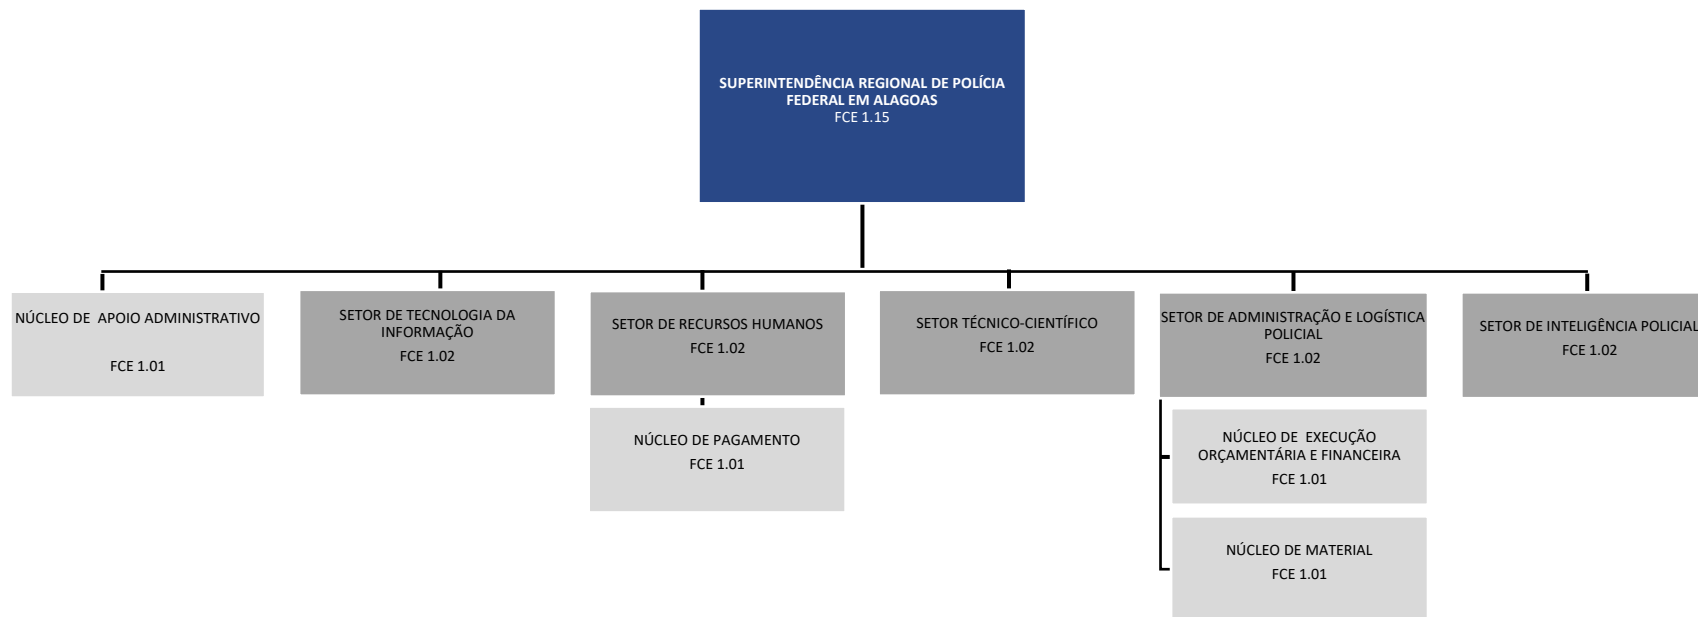 SUPERINTENDÊNCIA REGIONAL DE POLÍCIA
FEDERAL EM ALAGOAS
FCE 1.15
NÚCLEO DE APOIO ADMINISTRATIVO
FCE 1.01
SETOR DE TECNOLOGIA DA
INFORMAÇÃO
FCE 1.02
SETOR DE RECURSOS HUMANOS
FCE 1.02
SETOR TÉCNICO-CIENTÍFICO
FCE 1.02
SETOR DE ADMINISTRAÇÃO E LOGÍSTICA
POLICIAL
FCE 1.02
SETOR DE INTELIGÊNCIA POLICIAL
FCE 1.02
NÚCLEO DE PAGAMENTO
FCE 1.01
NÚCLEO DE EXECUÇÃO
ORÇAMENTÁRIA E FINANCEIRA
FCE 1.01
NÚCLEO DE MATERIAL
FCE 1.01